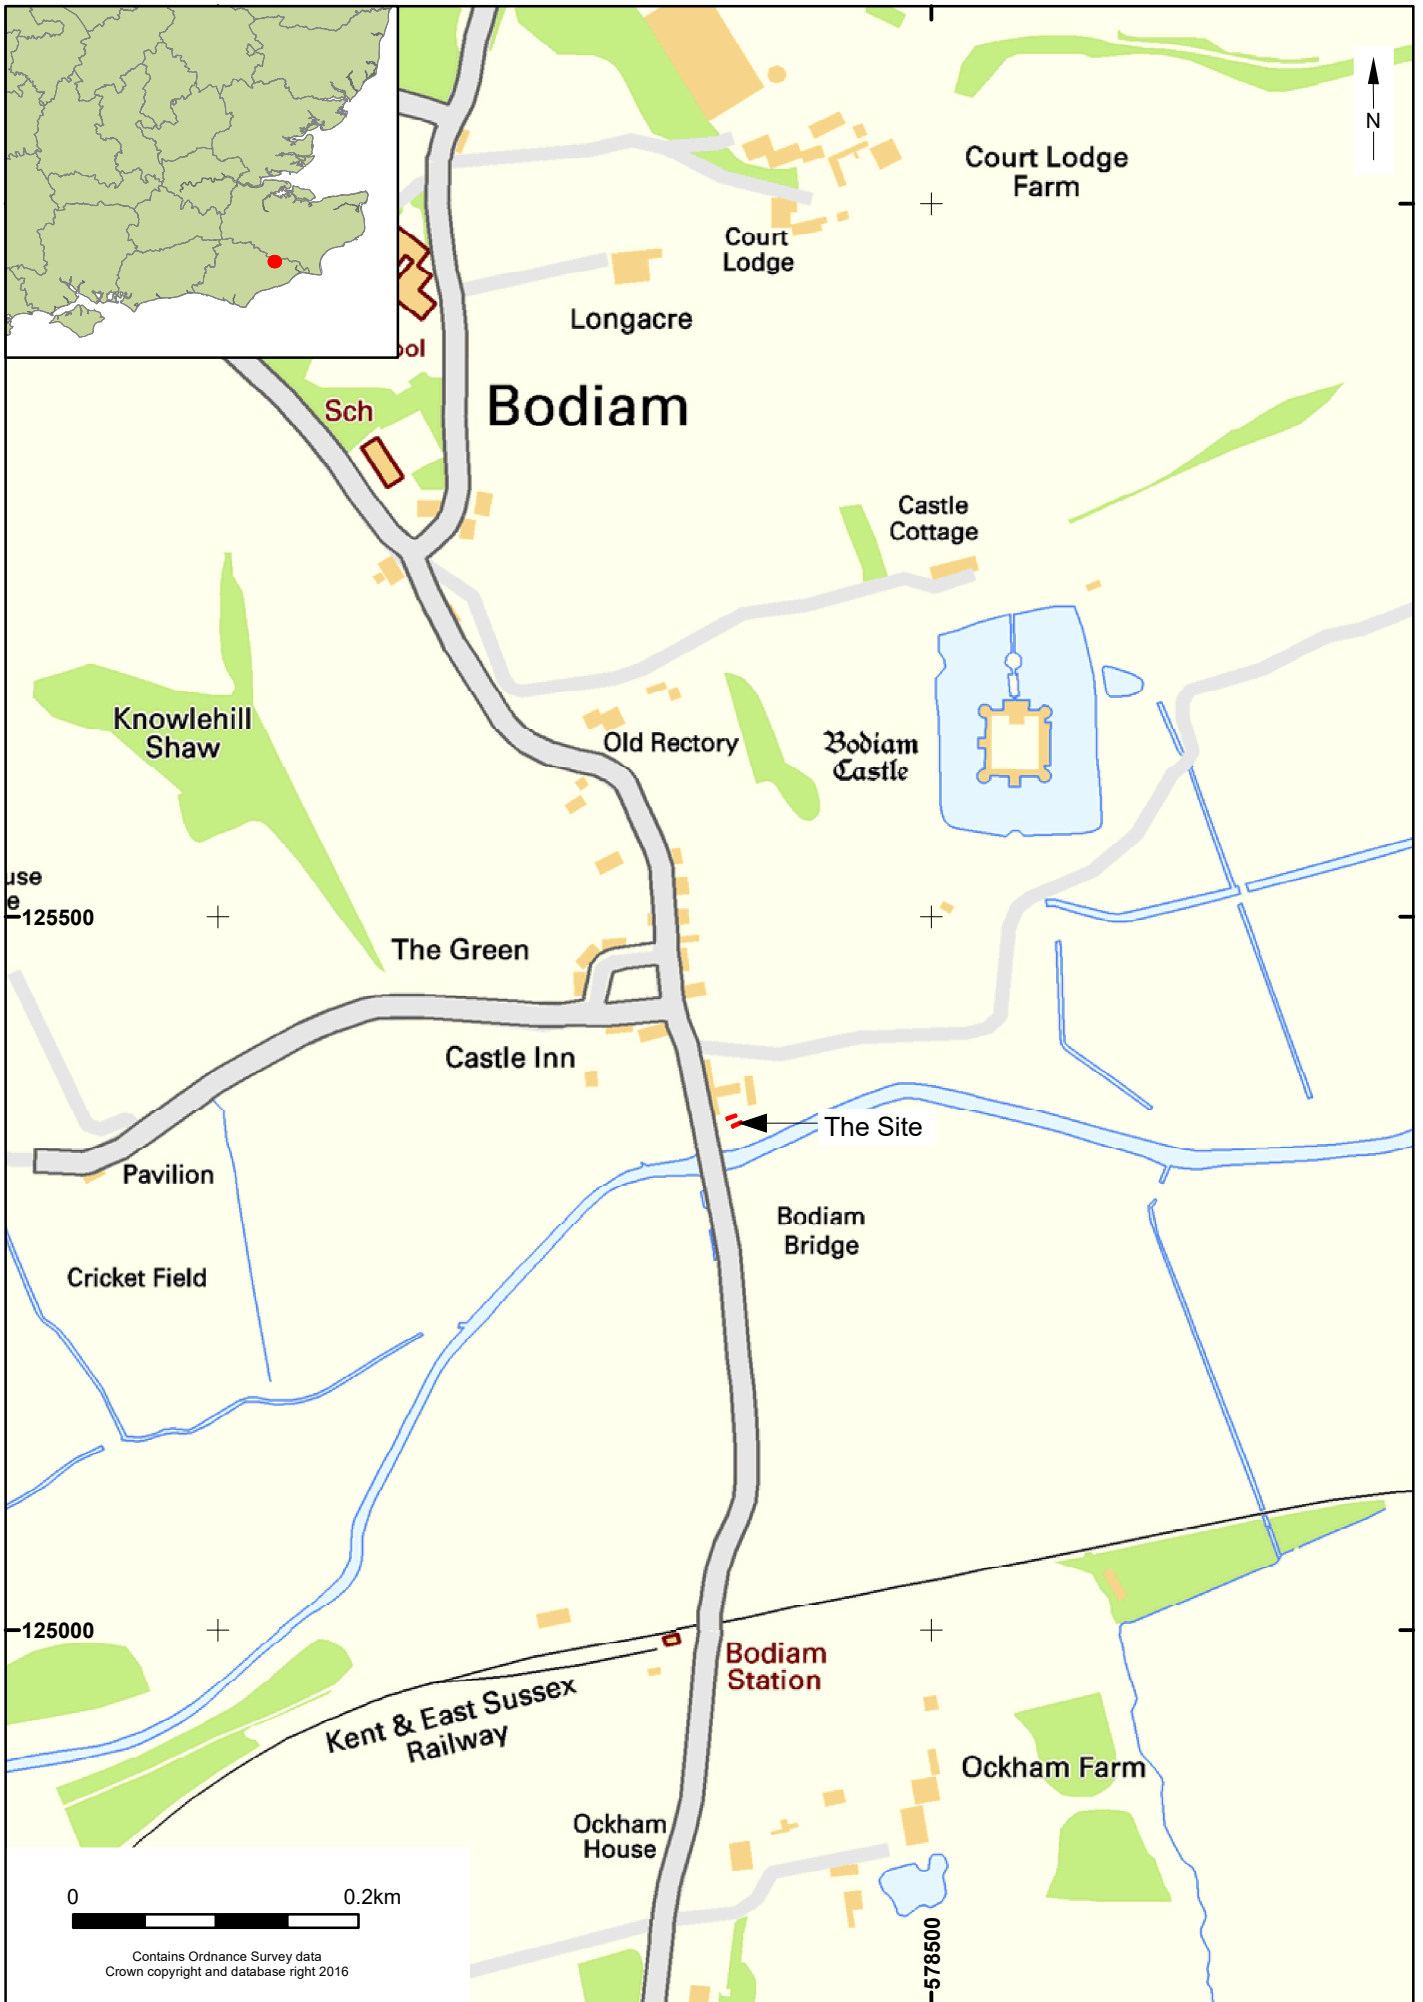 N
Court Lodge
Farm
Court
Lodge
Longacre
ool
Sch
Bodiam
Castle
Cottage
Knowlehill
Shaw
Old Rectory
Bodiam
Castle
use
e
125500
The Green
Castle Inn
The Site
Pavilion
Bodiam
Bridge
Cricket Field
125000
Bodiam
Station
Kent & East Sussex
Railway
Ockham Farm
Ockham
House
0 0.2km
578500
Contains Ordnance Survey data
Crown copyright and database right 2016